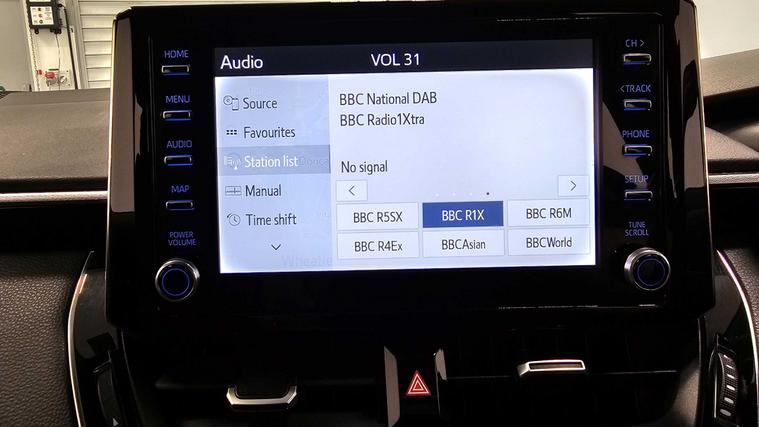 HOME
MENU
AUDIO
MAP
POWER
VOLUME
Audio
VOL 31
Source
Favourites
Station list
Manual
Time shift
BBC National DAB
BBC Radio1Xtra
No signal
BBC R5SX
BBC R1X
BBC R6M
BBC R4Ex
BBCAsian
BBCWorld
CH >
< TRACK
PHONE
SETUP
TUNE
SCROLL